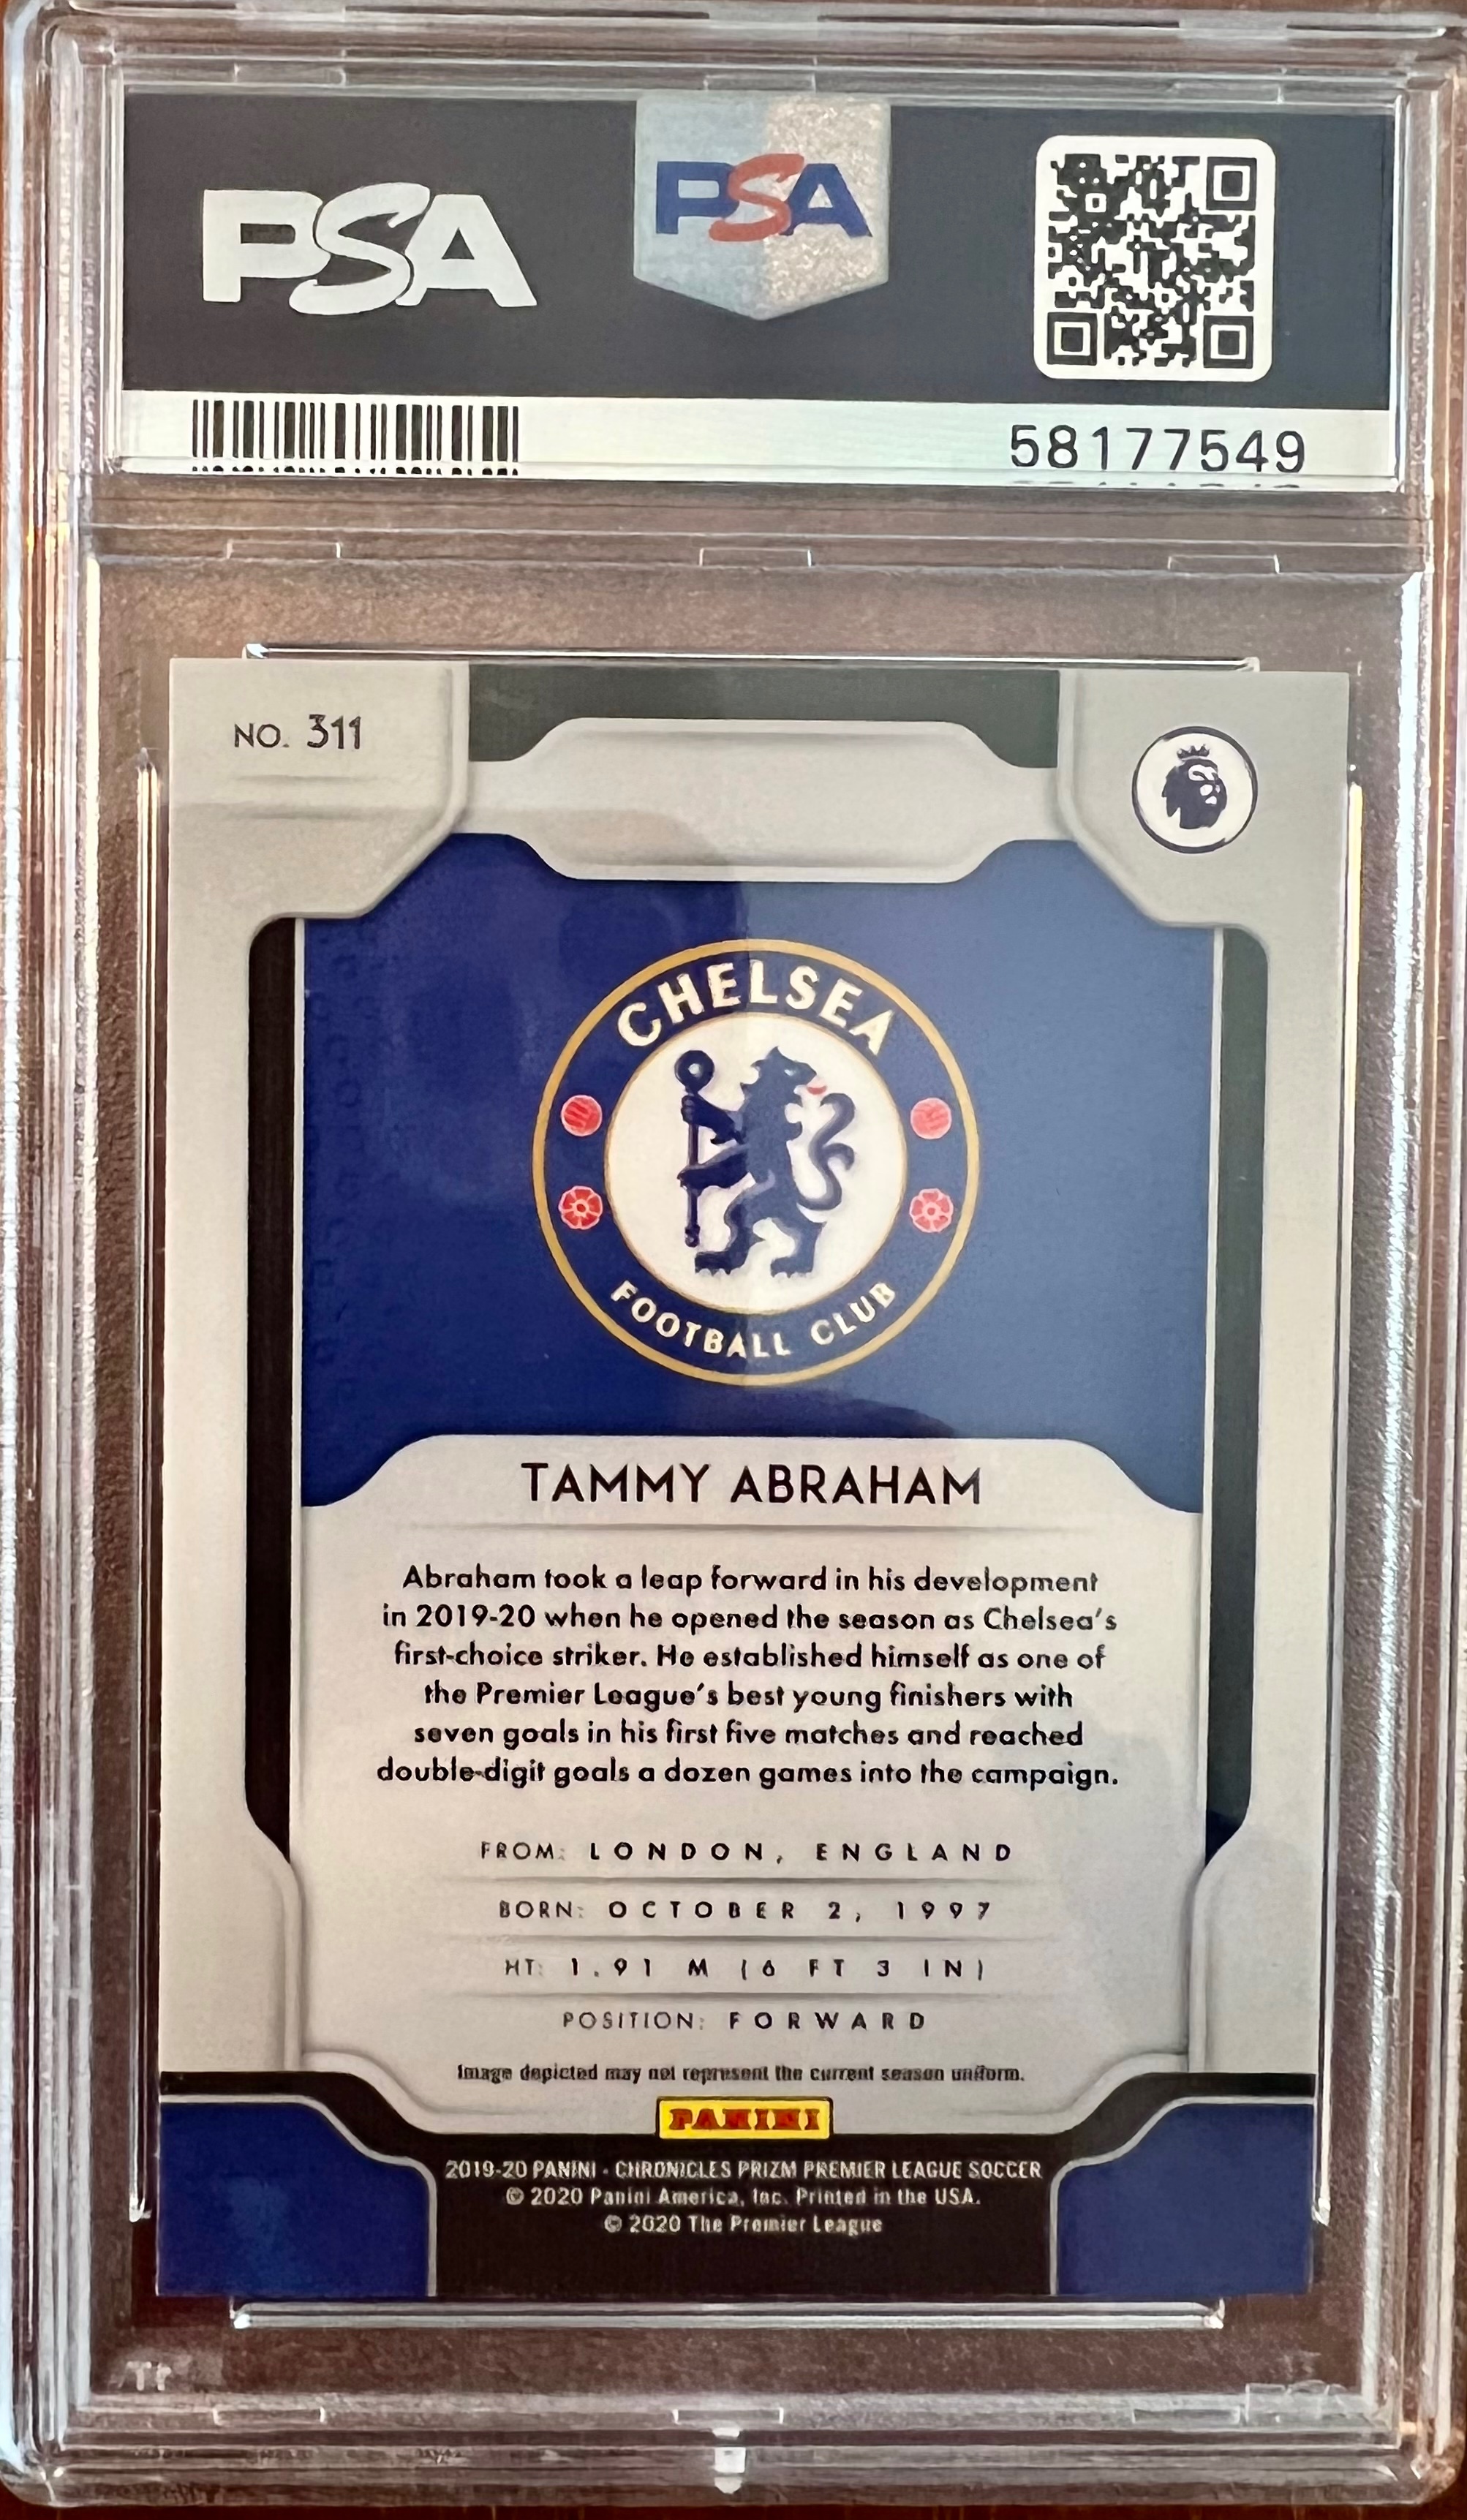 PSA
PSA
58177549
NO. 311
CHELSEA
FOOTBALL CLUB
TAMMY ABRAHAM
Abraham took a leap forward in his development
in 2019-20 when he opened the season as Chelsea's
first-choice striker. He established himself as one of
the Premier League's best young finishers with
seven goals in his first five matches and reached
double-digit goals a dozen games into the campaign.
FROM: LONDON, ENGLAND
BORN: OCTOBER 2, 1997
HT: 1.91 M (6 FT 3 IN)
POSITION: FORWARD
Image depicted may not represent the current season uniform.
PANINI
2019-20 PANINI - CHRONICLES PRIZM PREMIER LEAGUE SOCCER
© 2020 Panini America, Inc. Printed in the USA.
© 2020 The Premier League